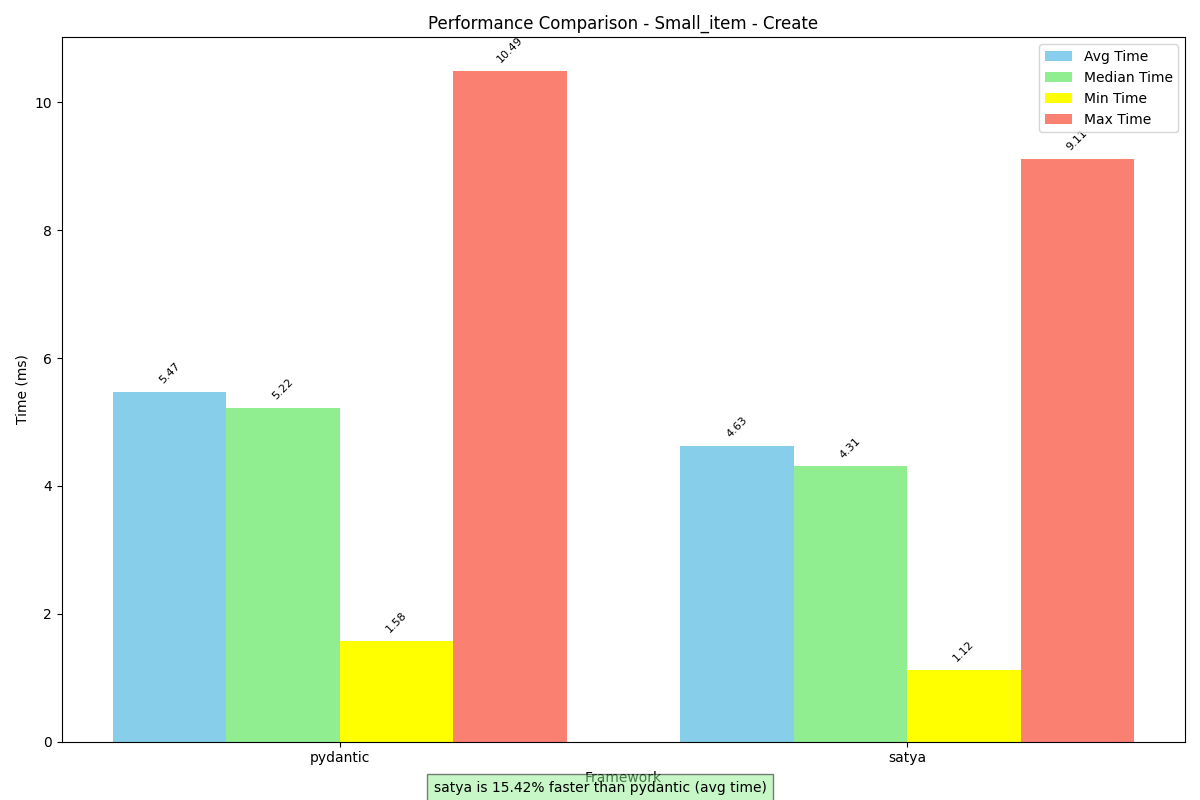 Performance Comparison - Small_item - Create
Avg Time
Median Time
Min Time
Max Time
10.49
9.11
5.47
5.22
4.63
4.31
1.58
1.12
Time (ms)
10
8
6
4
2
0
pydantic
satya
Framework
satya is 15.42% faster than pydantic (avg time)